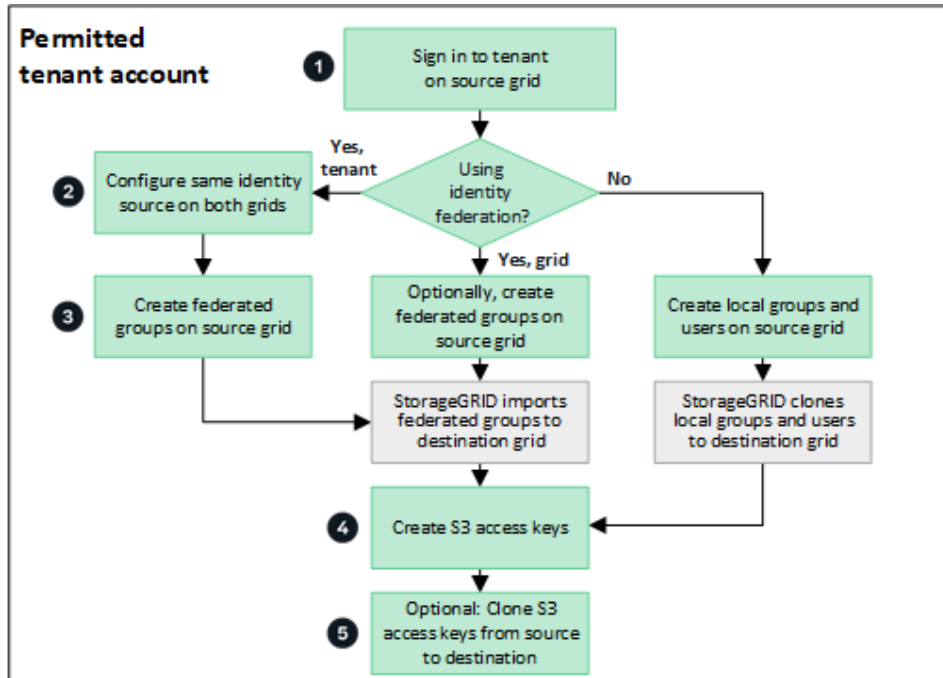 Permitted
tenant account
1
Sign in to tenant
on source grid
Yes,
tenant
Using
identity
federation?
No
2
Configure same identity
source on both grids
Yes, grid
3
Create federated
groups on source grid
Optionally, create
federated groups on
source grid
Create local groups and
users on source grid
StorageGRID imports
federated groups to
destination grid
StorageGRID clones
local groups and users
to destination grid
4
Create S3 access keys
5
Optional: Clone S3
access keys from source
to destination